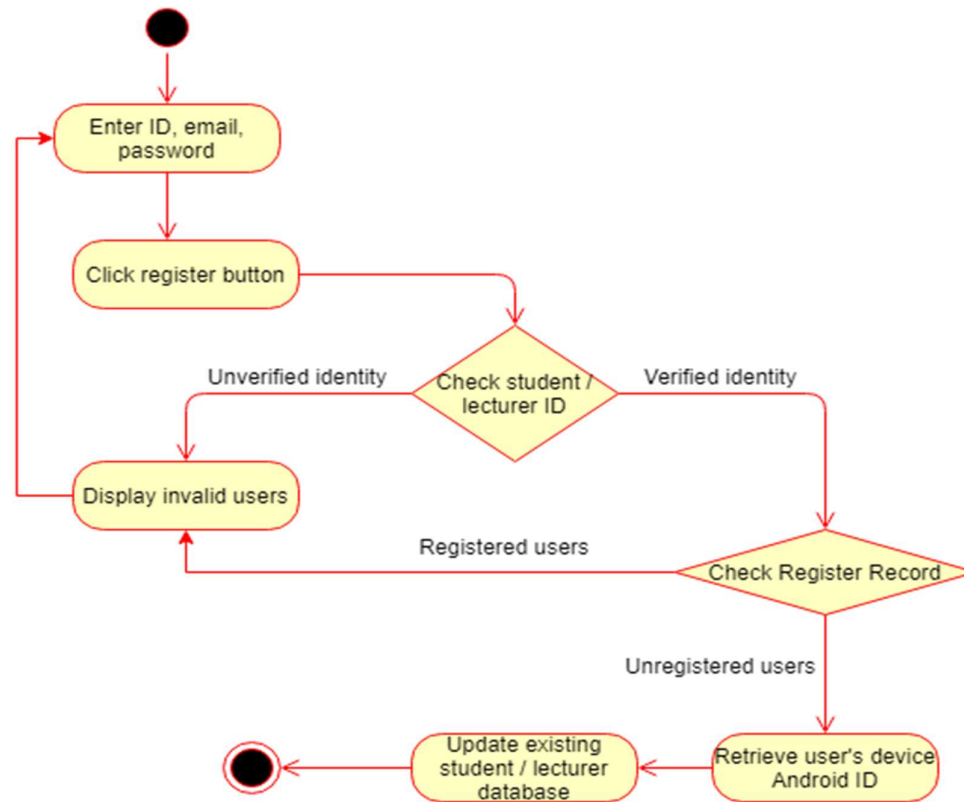 Enter ID, email,
password
Click register button
Unverified identity
Check student /
lecturer ID
Verified identity
Display invalid users
Registered users
Check Register Record
Unregistered users
Update existing
student / lecturer
database
Retrieve user's device
Android ID